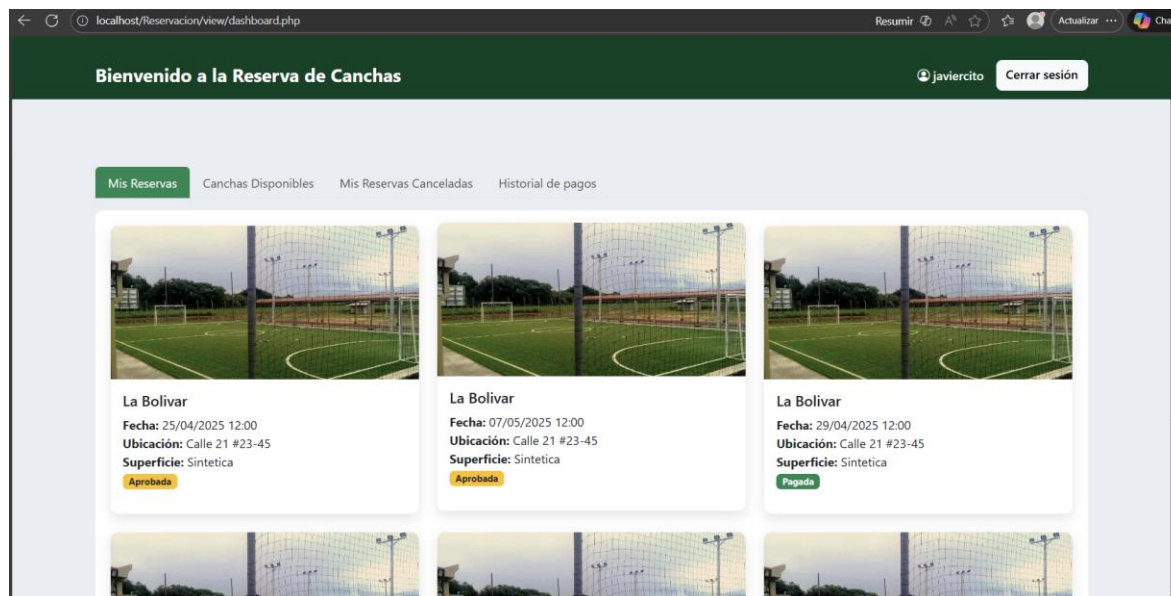 localhost/Reservacion/view/dashboard.php
Resumir
Actualizar
Cha
Bienvenido a la Reserva de Canchas
javiercito
Cerrar sesión
Mis Reservas
Canchas Disponibles
Mis Reservas Canceladas
Historial de pagos
La Bolivar
Fecha: 25/04/2025 12:00
Ubicación: Calle 21 #23-45
Superficie: Sintetica
Aprobada
La Bolivar
Fecha: 07/05/2025 12:00
Ubicación: Calle 21 #23-45
Superficie: Sintetica
Aprobada
La Bolivar
Fecha: 29/04/2025 12:00
Ubicación: Calle 21 #23-45
Superficie: Sintetica
Pagada